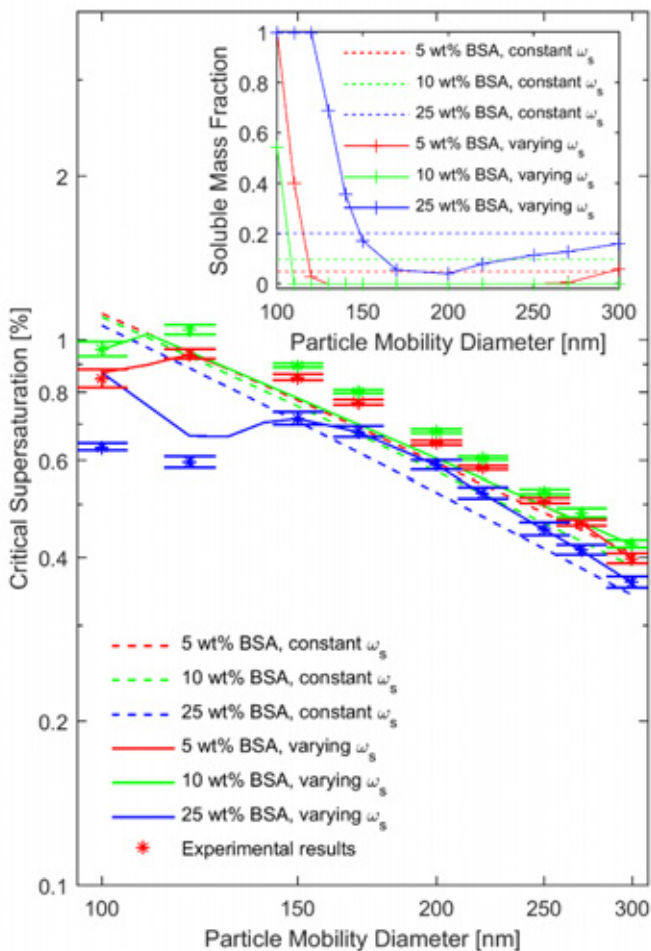 Critical Supersaturation [%]
2
1
0.8
0.6
0.4
0.2
0.1
100
150
200
250
300
Particle Mobility Diameter [nm]
Soluble Mass Fraction
1
0.8
0.6
0.4
0.2
0
5 wt% BSA, constant ωs
10 wt% BSA, constant ωs
25 wt% BSA, constant ωs
5 wt% BSA, varying ωs
10 wt% BSA, varying ωs
25 wt% BSA, varying ωs
100
150
200
250
300
Particle Mobility Diameter [nm]
5 wt% BSA, constant ωs
10 wt% BSA, constant ωs
25 wt% BSA, constant ωs
5 wt% BSA, varying ωs
10 wt% BSA, varying ωs
25 wt% BSA, varying ωs
Experimental results